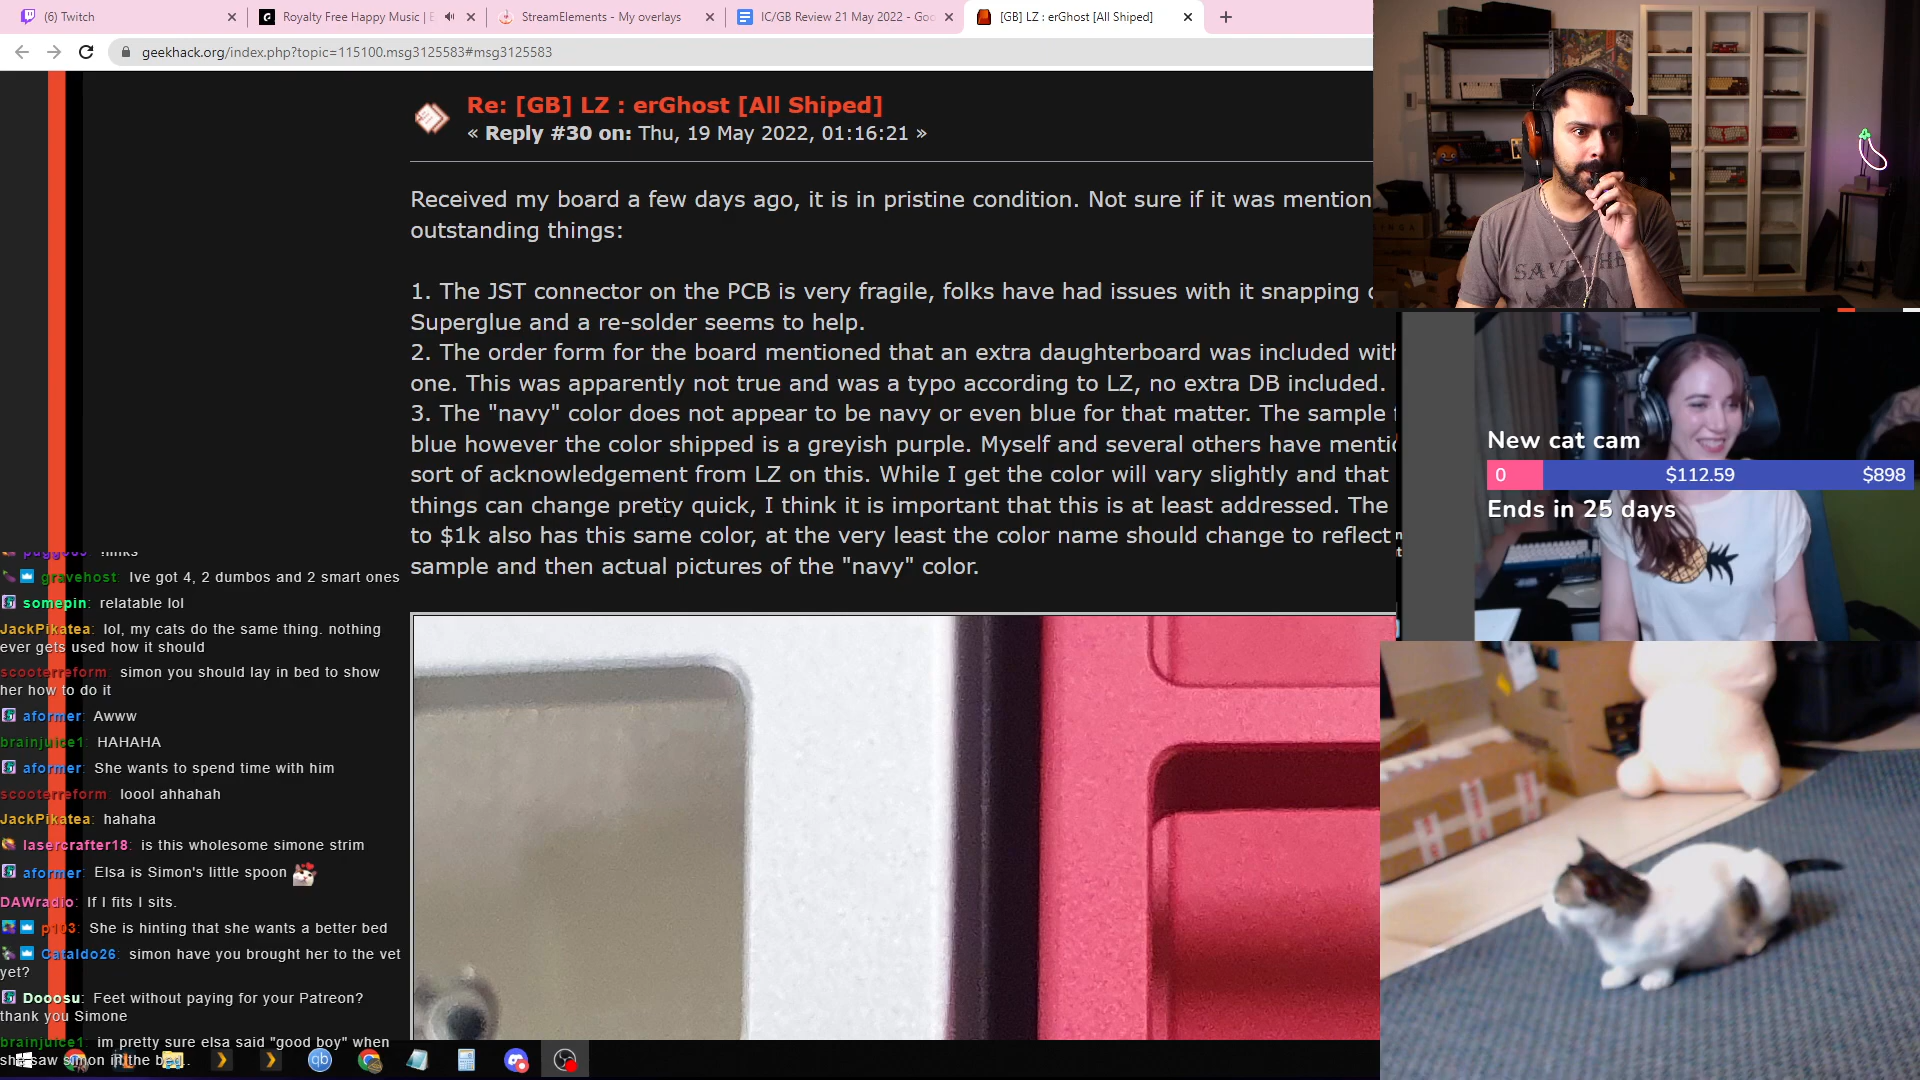 (6) Twitch
Royalty Free Happy Music | E
StreamElements - My overlays
IC/GB Review 21 May 2022 - Goo
[GB] LZ : erGhost [All Shiped]
geekhack.org/index.php?topic=115100.msg3125583#msg3125583
Re: [GB] LZ : erGhost [All Shiped]
« Reply #30 on: Thu, 19 May 2022, 01:16:21 »
Received my board a few days ago, it is in pristine condition. Not sure if it was mention
outstanding things:
1. The JST connector on the PCB is very fragile, folks have had issues with it snapping
Superglue and a re-solder seems to help.
2. The order form for the board mentioned that an extra daughterboard was included with
one. This was apparently not true and was a typo according to LZ, no extra DB included.
3. The "navy" color does not appear to be navy or even blue for that matter. The sample
blue however the color shipped is a greyish purple. Myself and several others have mentio
sort of acknowledgement from LZ on this. While I get the color will vary slightly and that
things can change pretty quick, I think it is important that this is at least addressed. The
to $1k also has this same color, at the very least the color name should change to reflect
sample and then actual pictures of the "navy" color.
SAVE THE
New cat cam
0 $112.59 $898
Ends in 25 days
gravehost: Ive got 4, 2 dumbos and 2 smart ones
somepin: relatable lol
JackPikatea: lol, my cats do the same thing. nothing
ever gets used how it should
scooterreform: simon you should lay in bed to show
her how to do it
aformer: Awww
brainjuice1: HAHAHA
aformer: She wants to spend time with him
scooterreform: loool ahhahah
JackPikatea: hahaha
lasercrafter18: is this wholesome simone strim
aformer: Elsa is Simon's little spoon
DAWradio: If I fits I sits.
p103: She is hinting that she wants a better bed
Cataldo26: simon have you brought her to the vet
yet?
Dooosu: Feet without paying for your Patreon?
thank you Simone
brainjuice1: im pretty sure elsa said "good boy" when
she saw simon in the bed..